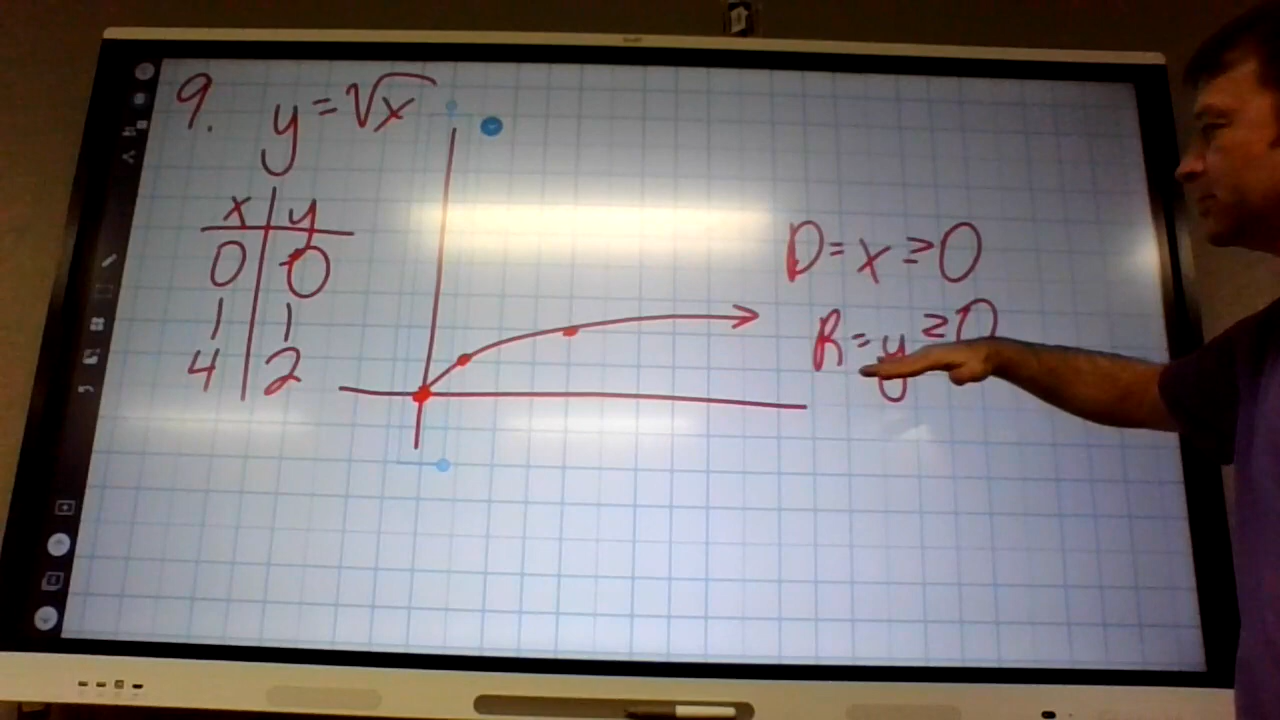 9. y = √x
x y
0 0
1 1
4 2
D = x ≥ 0
R = y ≥ 0